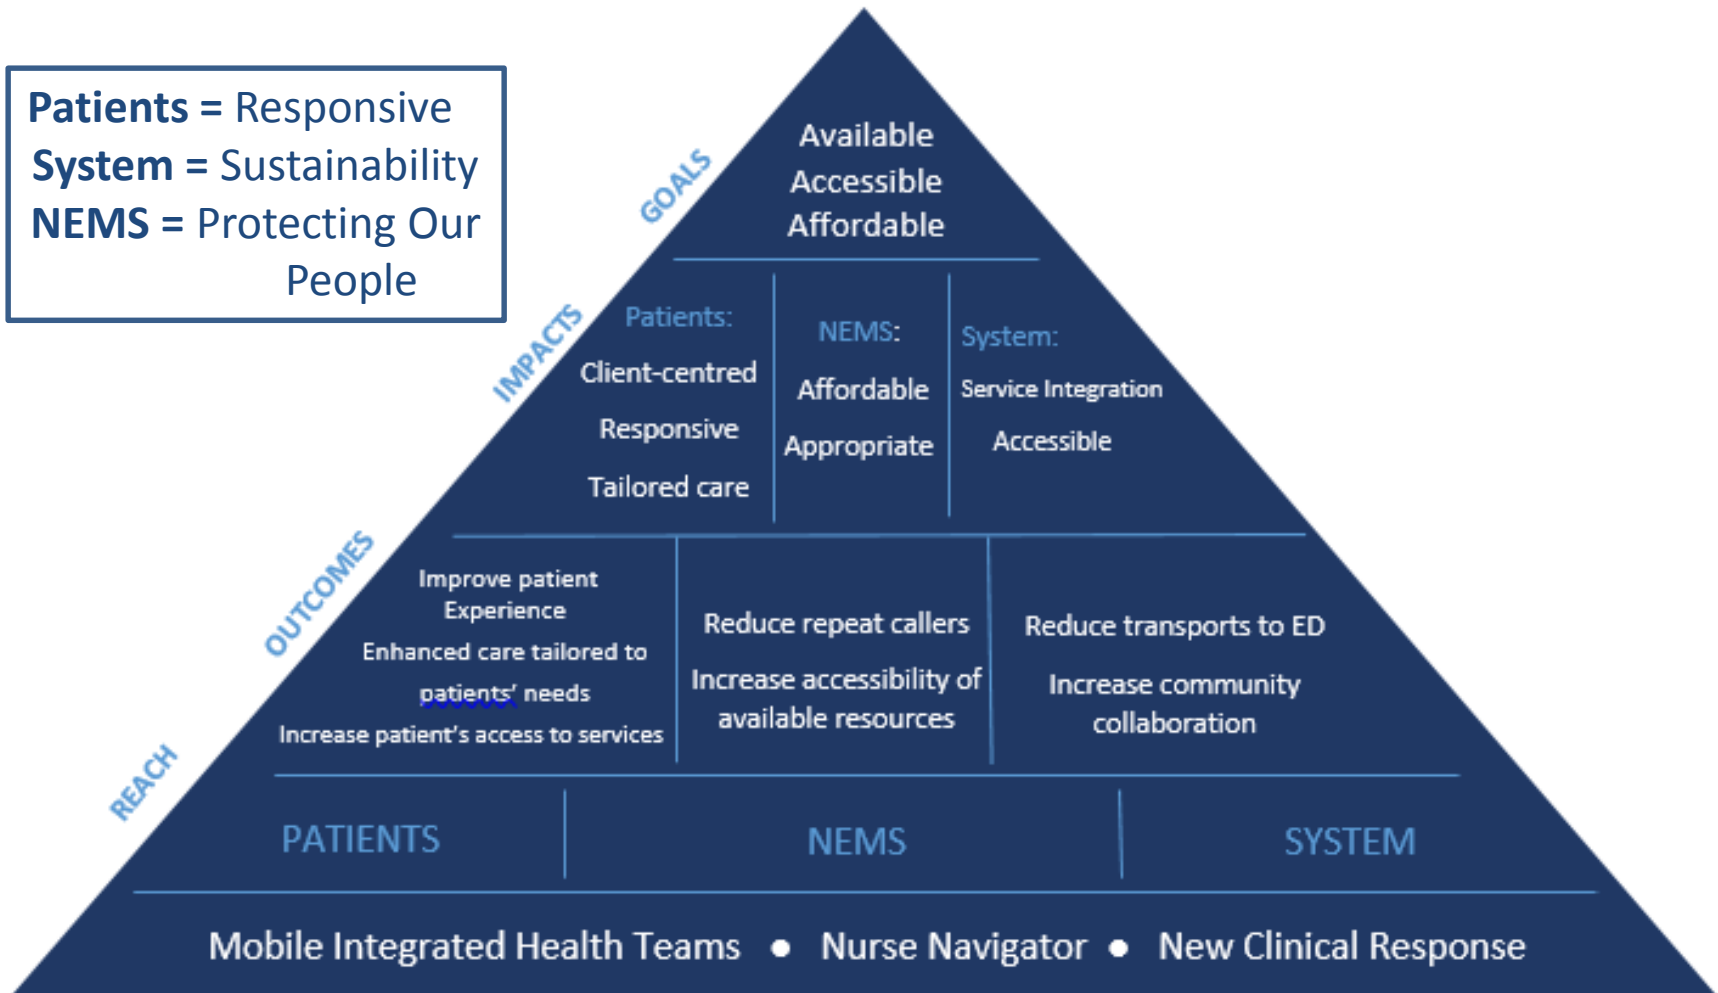 Patients = Responsive
System = Sustainability
NEMS = Protecting Our
People
GOALS
Available
Accessible
Affordable
IMPACTS
Patients:
Client-centred
Responsive
Tailored care
NEMS:
Affordable
Appropriate
System:
Service Integration
Accessible
OUTCOMES
Improve patient
Experience
Enhanced care tailored to
patients' needs
Increase patient's access to services
Reduce repeat callers
Increase accessibility of
available resources
Reduce transports to ED
Increase community
collaboration
REACH
PATIENTS
NEMS
SYSTEM
Mobile Integrated Health Teams • Nurse Navigator • New Clinical Response